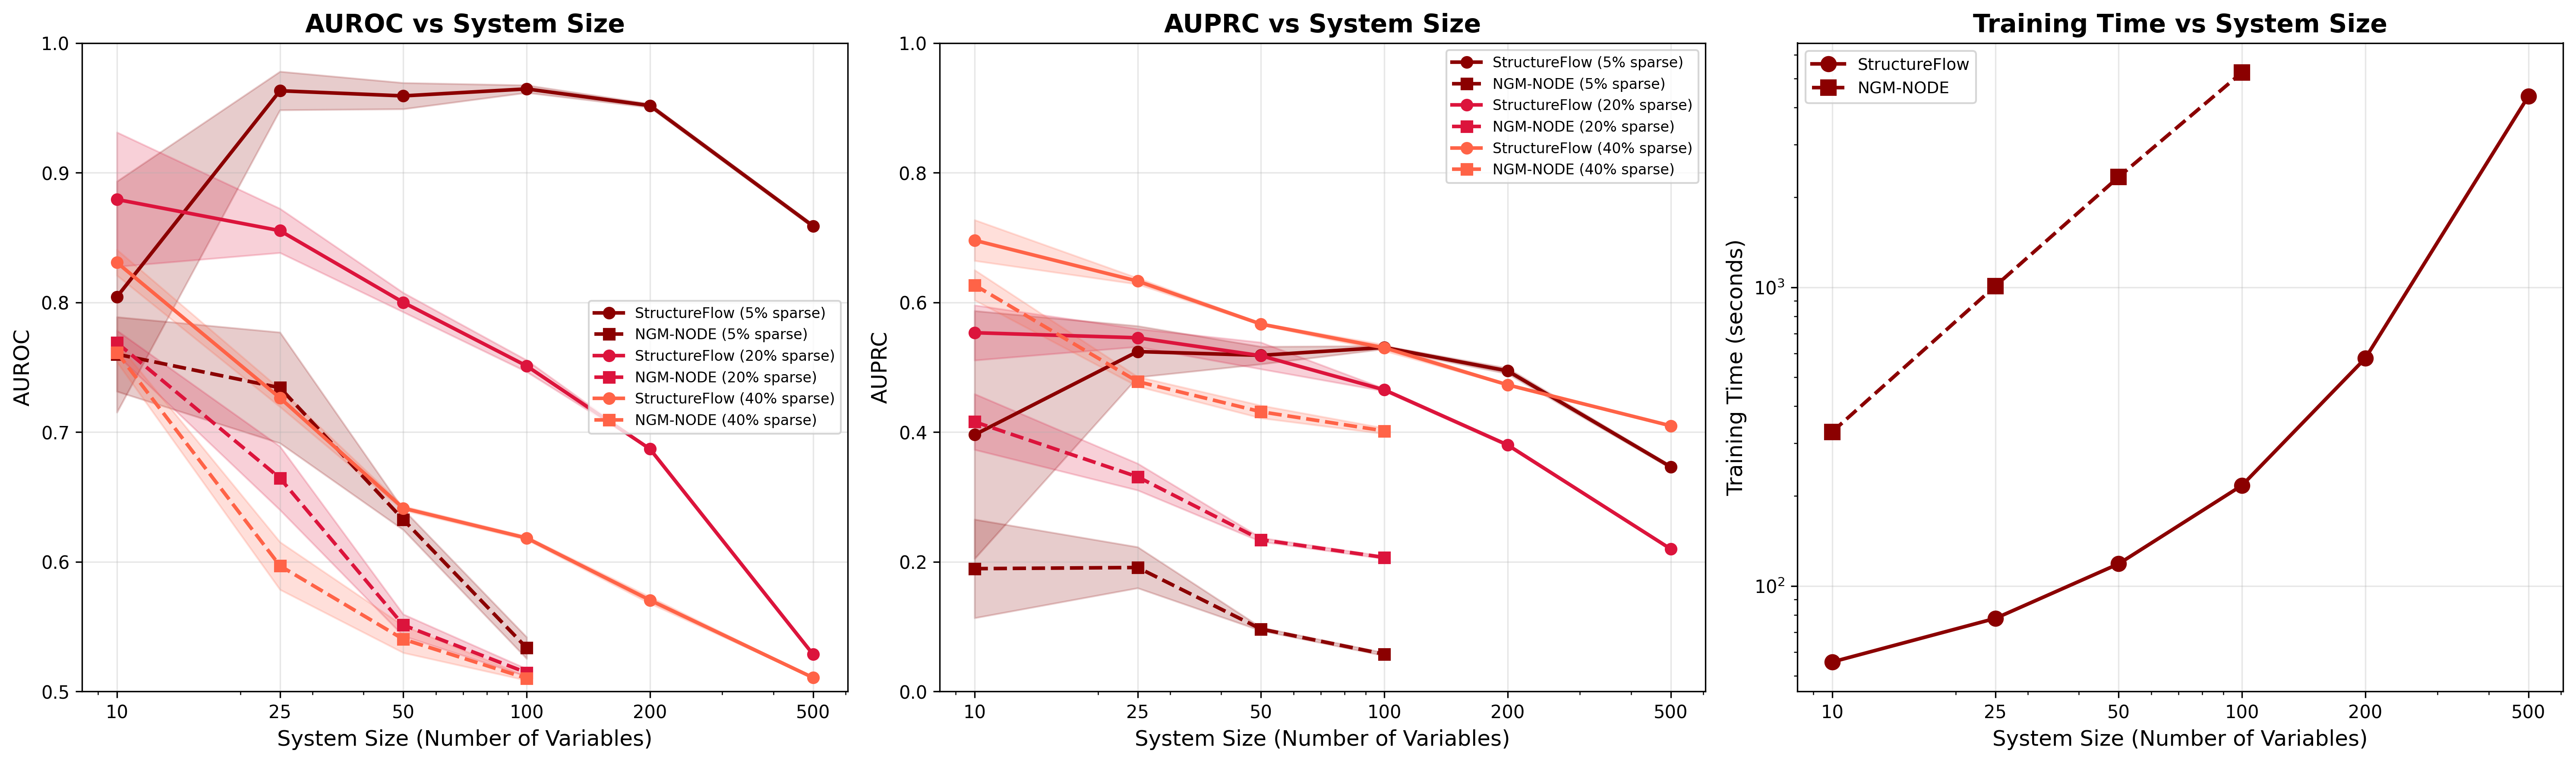 AUROC vs System Size
1.0
0.9
0.8
0.7
0.6
0.5
AUROC
10
25
50
100
200
500
System Size (Number of Variables)
StructureFlow (5% sparse)
NGM-NODE (5% sparse)
StructureFlow (20% sparse)
NGM-NODE (20% sparse)
StructureFlow (40% sparse)
NGM-NODE (40% sparse)
AUPRC vs System Size
1.0
0.8
0.6
0.4
0.2
0.0
AUPRC
10
25
50
100
200
500
System Size (Number of Variables)
StructureFlow (5% sparse)
NGM-NODE (5% sparse)
StructureFlow (20% sparse)
NGM-NODE (20% sparse)
StructureFlow (40% sparse)
NGM-NODE (40% sparse)
Training Time vs System Size
10³
10²
Training Time (seconds)
10
25
50
100
200
500
System Size (Number of Variables)
StructureFlow
NGM-NODE